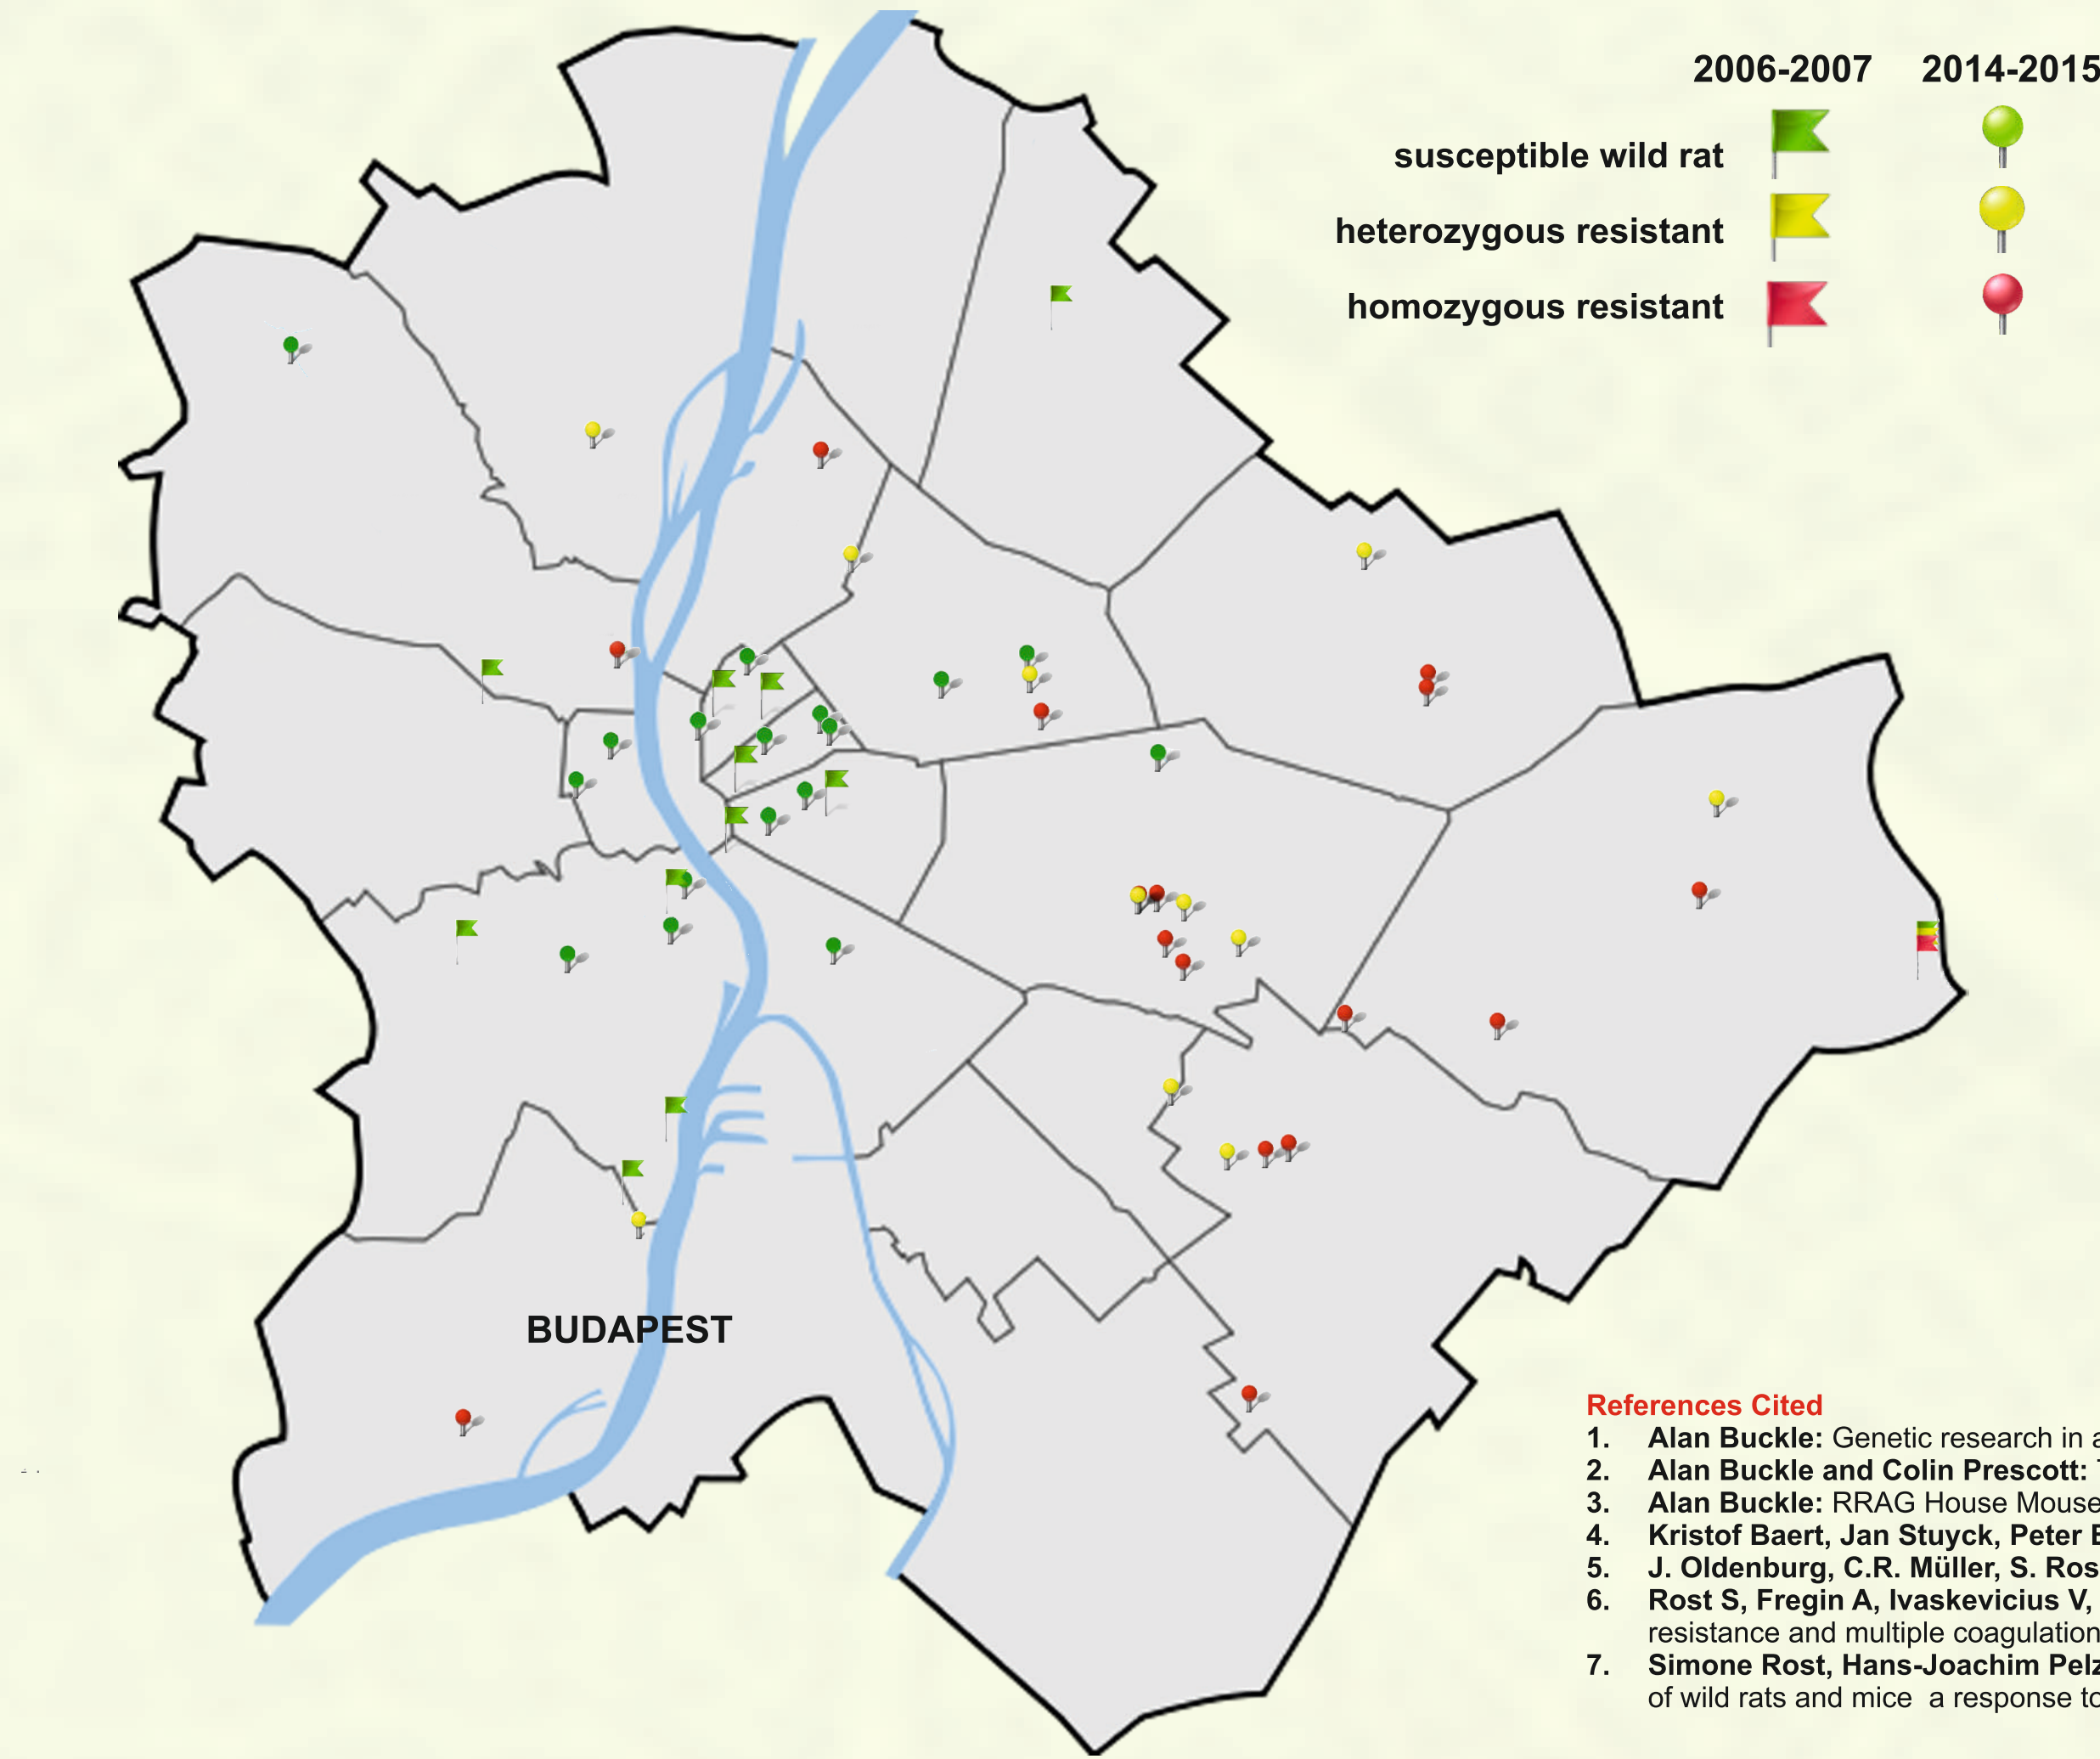 2006-2007 2014-2015
susceptible wild rat
heterozygous resistant
homozygous resistant
BUDAPEST
References Cited
1. Alan Buckle: Genetic research in a
2. Alan Buckle and Colin Prescott:
3. Alan Buckle: RRAG House Mouse
4. Kristof Baert, Jan Stuyck, Peter
5. J. Oldenburg, C.R. Müller, S. Ros
6. Rost S, Fregin A, Ivaskevicius V,
resistance and multiple coagulation
7. Simone Rost, Hans-Joachim Pelz
of wild rats and mice a response to